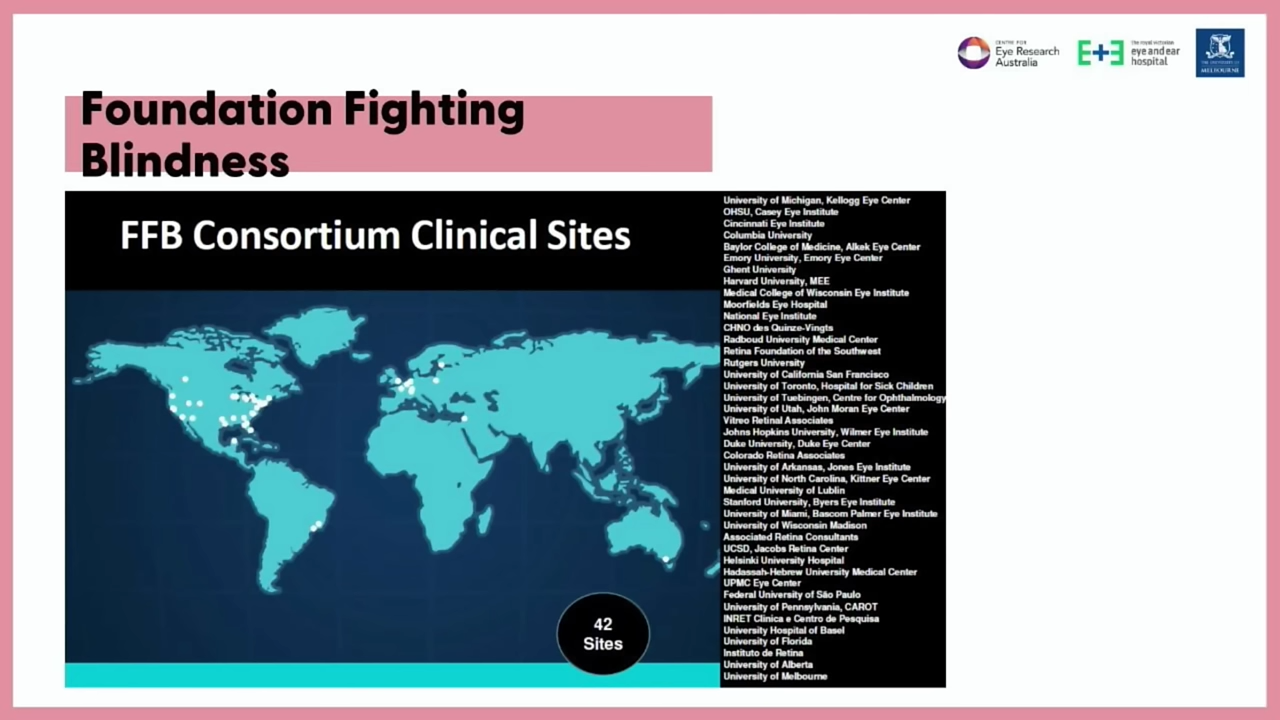 CENTRE FOR
Eye Research
Australia
E+E
the royal victorian
eye and ear
hospital
THE UNIVERSITY OF
MELBOURNE
Foundation Fighting
Blindness
FFB Consortium Clinical Sites
42
Sites
University of Michigan, Kellogg Eye Center
OHSU, Casey Eye Institute
Cincinnati Eye Institute
Columbia University
Baylor College of Medicine, Alkek Eye Center
Emory University, Emory Eye Center
Ghent University
Harvard University, MEE
Medical College of Wisconsin Eye Institute
Moorfields Eye Hospital
National Eye Institute
CHNO des Quinze-Vingts
Radboud University Medical Center
Retina Foundation of the Southwest
Rutgers University
University of California San Francisco
University of Toronto, Hospital for Sick Children
University of Tuebingen, Centre for Ophthalmology
University of Utah, John Moran Eye Center
Vitreo Retinal Associates
Johns Hopkins University, Wilmer Eye Institute
Duke University, Duke Eye Center
Colorado Retina Associates
University of Arkansas, Jones Eye Institute
University of North Carolina, Kittner Eye Center
Medical University of Lublin
Stanford University, Byers Eye Institute
University of Miami, Bascom Palmer Eye Institute
University of Wisconsin Madison
Associated Retina Consultants
UCSD, Jacobs Retina Center
Helsinki University Hospital
Hadassah-Hebrew University Medical Center
UPMC Eye Center
Federal University of São Paulo
University of Pennsylvania, CAROT
INRET Clinica e Centro de Pesquisa
University Hospital of Basel
University of Florida
Instituto de Retina
University of Alberta
University of Melbourne